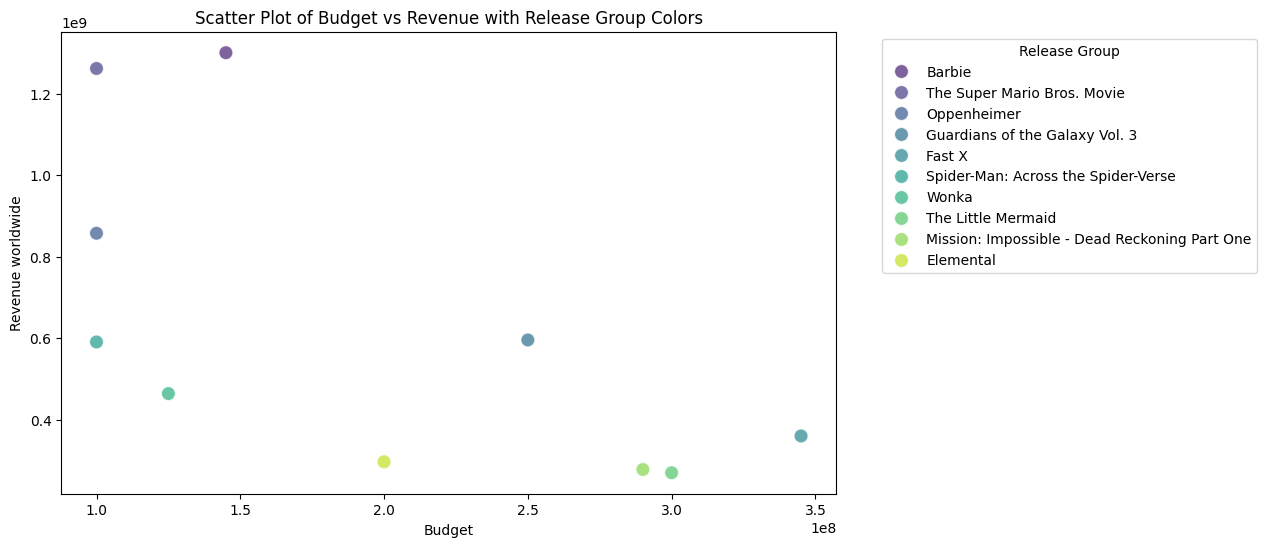 Scatter Plot of Budget vs Revenue with Release Group Colors
1e9
1.2
1.0
0.8
0.6
0.4
Revenue worldwide
1.0
1.5
2.0
2.5
3.0
3.5
1e8
Budget
Release Group
Barbie
The Super Mario Bros. Movie
Oppenheimer
Guardians of the Galaxy Vol. 3
Fast X
Spider-Man: Across the Spider-Verse
Wonka
The Little Mermaid
Mission: Impossible - Dead Reckoning Part One
Elemental